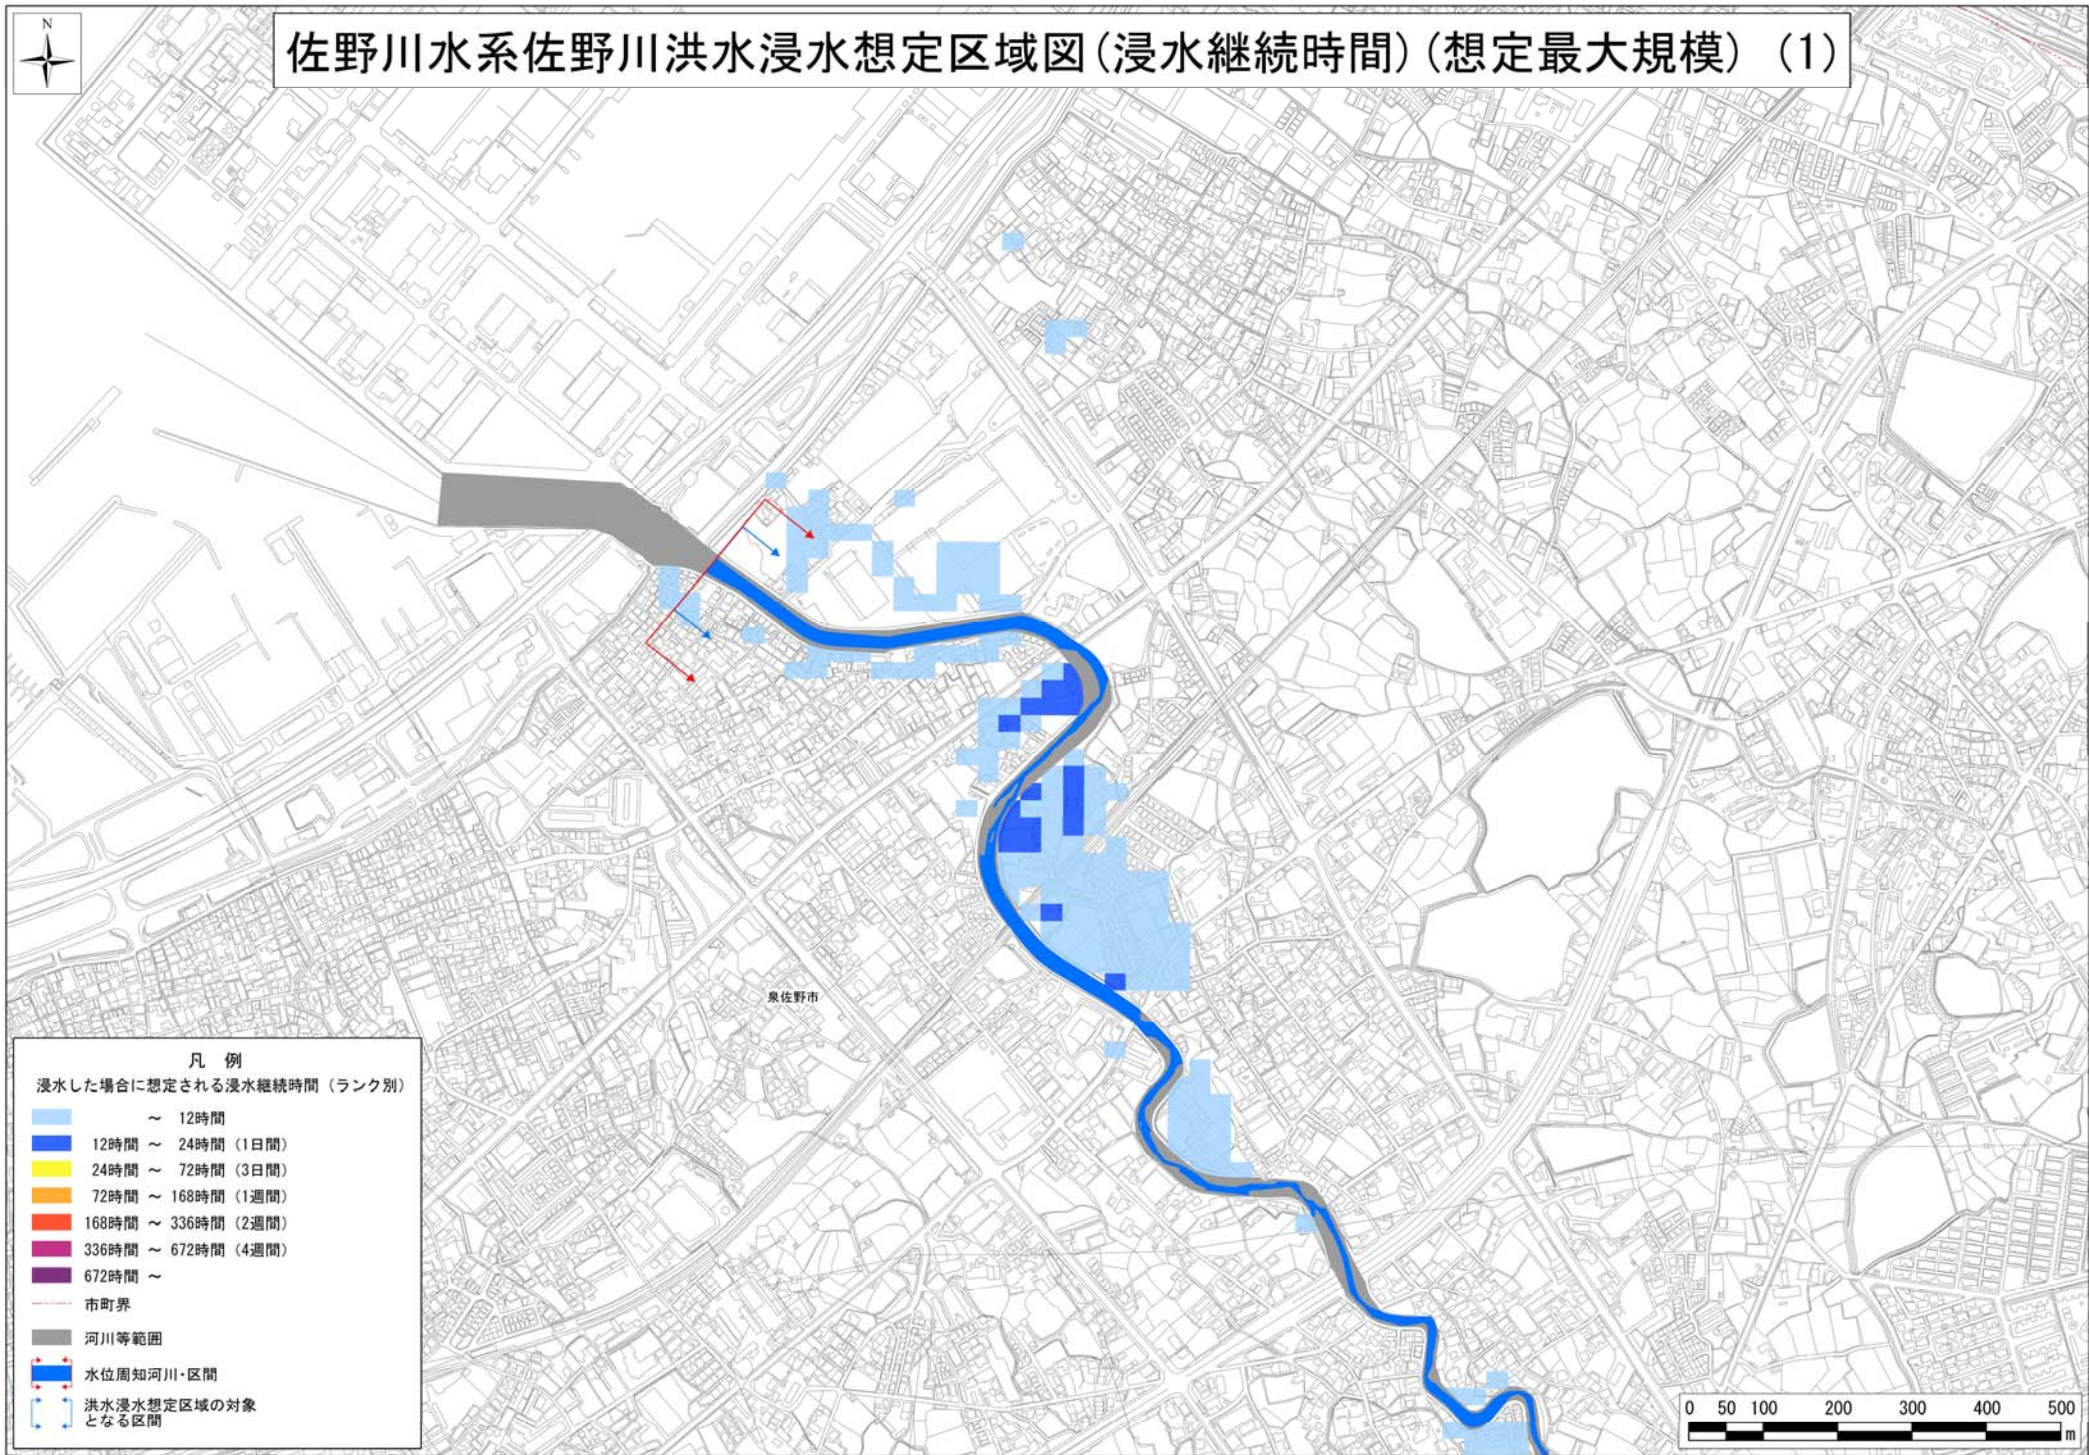 N
佐野川水系佐野川洪水浸水想定区域図(浸水継続時間)(想定最大規模) (1)
泉佐野市
凡 例
浸水した場合に想定される浸水継続時間(ランク別)
～ 12時間
12時間 ～ 24時間 (1日間)
24時間 ～ 72時間 (3日間)
72時間 ～ 168時間 (1週間)
168時間 ～ 336時間 (2週間)
336時間 ～ 672時間 (4週間)
672時間 ～
市町界
河川等範囲
水位周知河川・区間
洪水浸水想定区域の対象
となる区間
0 50 100 200 300 400 500
m